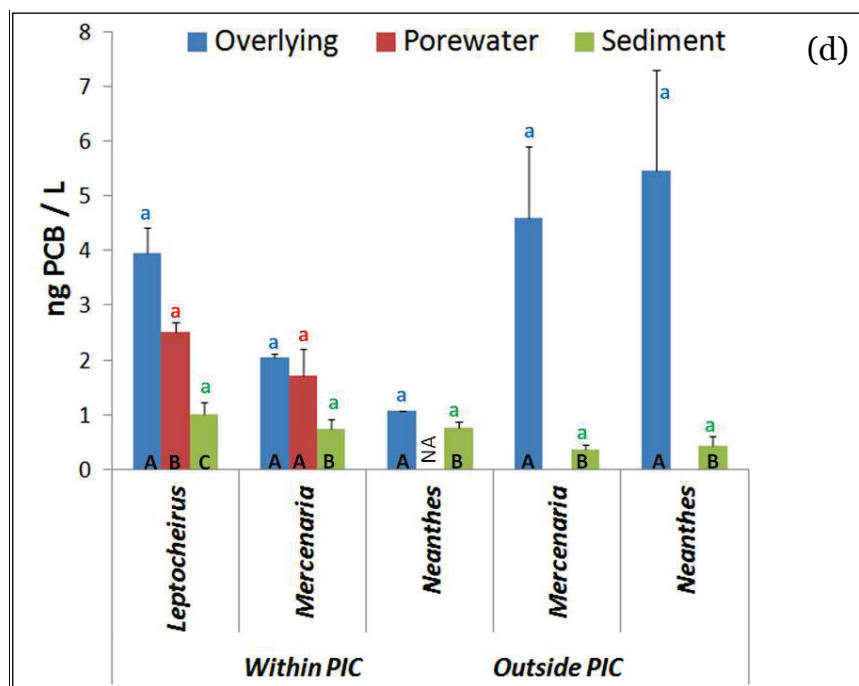 (d)
Overlying Porewater Sediment
ng PCB / L
8
7
6
5
4
3
2
1
0
a a a
a a a
a a
a a
a a
A B C
A A B
A NA B
A B
A B
Leptocheirus
Mercenaria
Neanthes
Mercenaria
Neanthes
Within PIC Outside PIC